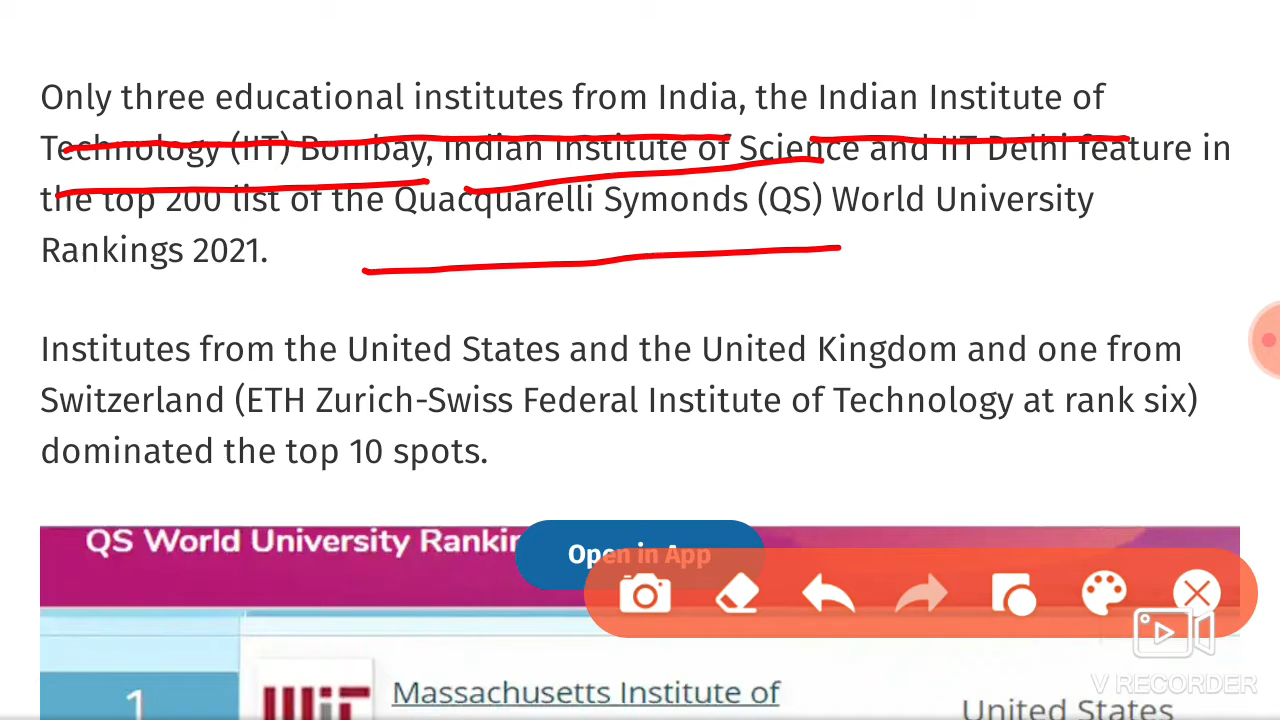 Only three educational institutes from India, the Indian Institute of
Technology (IIT) Bombay, Indian Institute of Science and IIT Delhi feature in
the top 200 list of the Quacquarelli Symonds (QS) World University
Rankings 2021.
Institutes from the United States and the United Kingdom and one from
Switzerland (ETH Zurich-Swiss Federal Institute of Technology at rank six)
dominated the top 10 spots.
QS World University Rankin
Open in App
1
MIT
Massachusetts Institute of
United States
V RECORDER